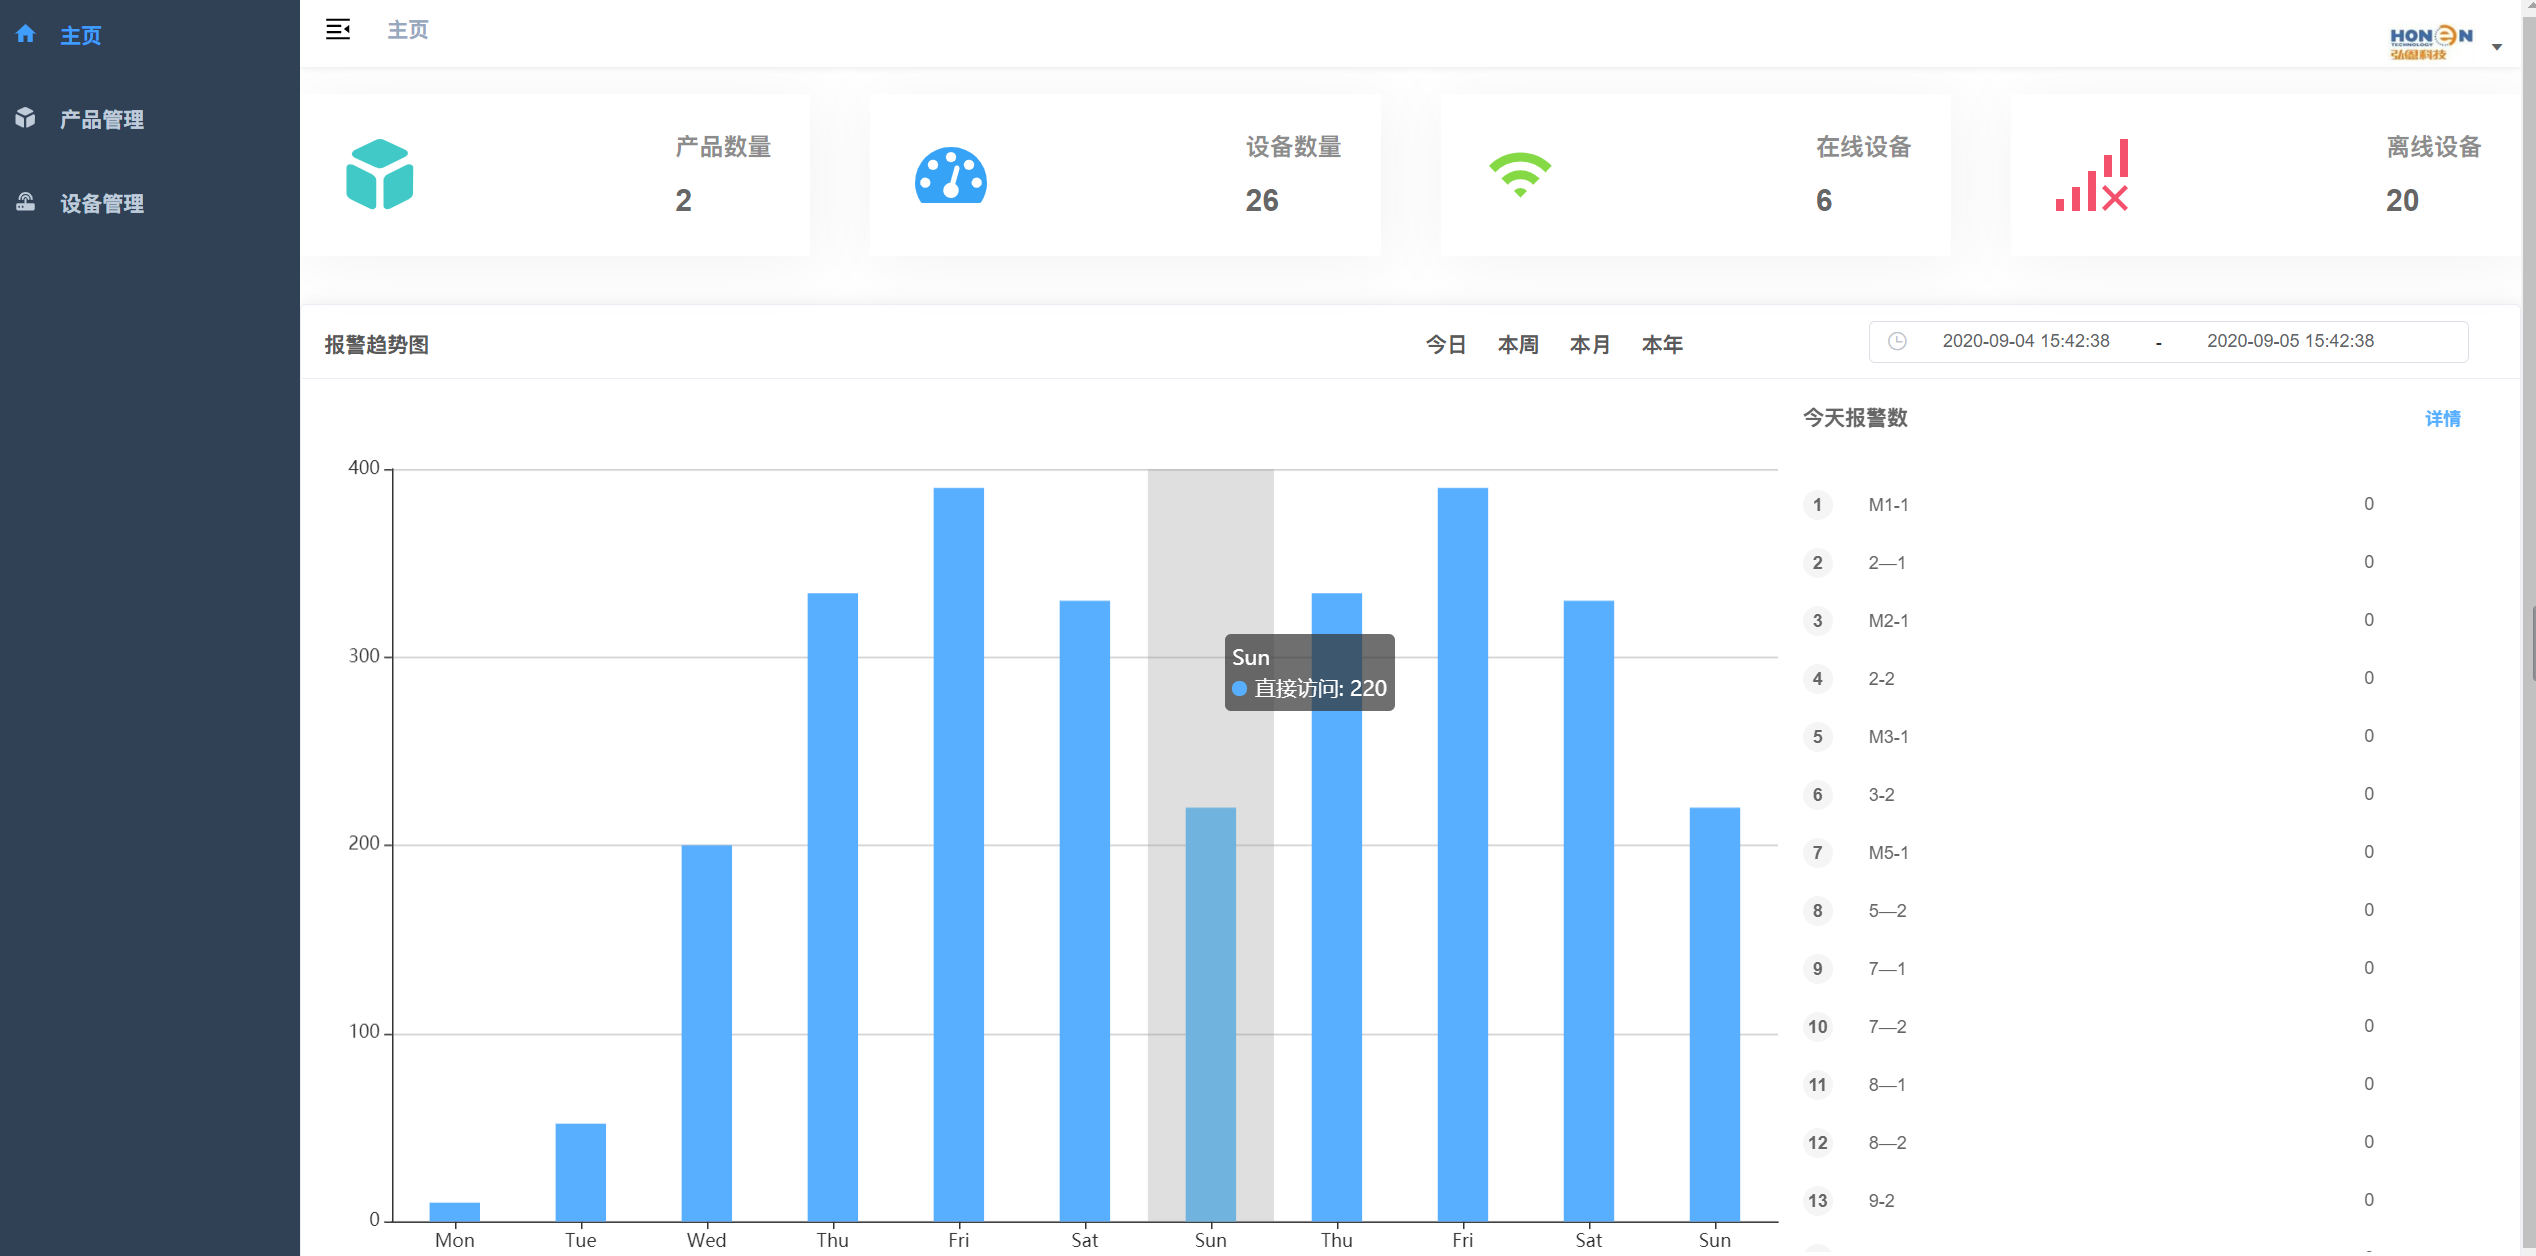 主页
产品管理
设备管理
主页
HONEN
TECHNOLOGY
弘恩科技
产品数量
2
设备数量
26
在线设备
6
离线设备
20
报警趋势图
今日 本周 本月 本年
2020-09-04 15:42:38 - 2020-09-05 15:42:38
400
300
200
100
0
Mon Tue Wed Thu Fri Sat Sun Thu Fri Sat Sun
Sun
直接访问: 220
今天报警数 详情
1 M1-1 0
2 2—1 0
3 M2-1 0
4 2-2 0
5 M3-1 0
6 3-2 0
7 M5-1 0
8 5—2 0
9 7—1 0
10 7—2 0
11 8—1 0
12 8—2 0
13 9-2 0